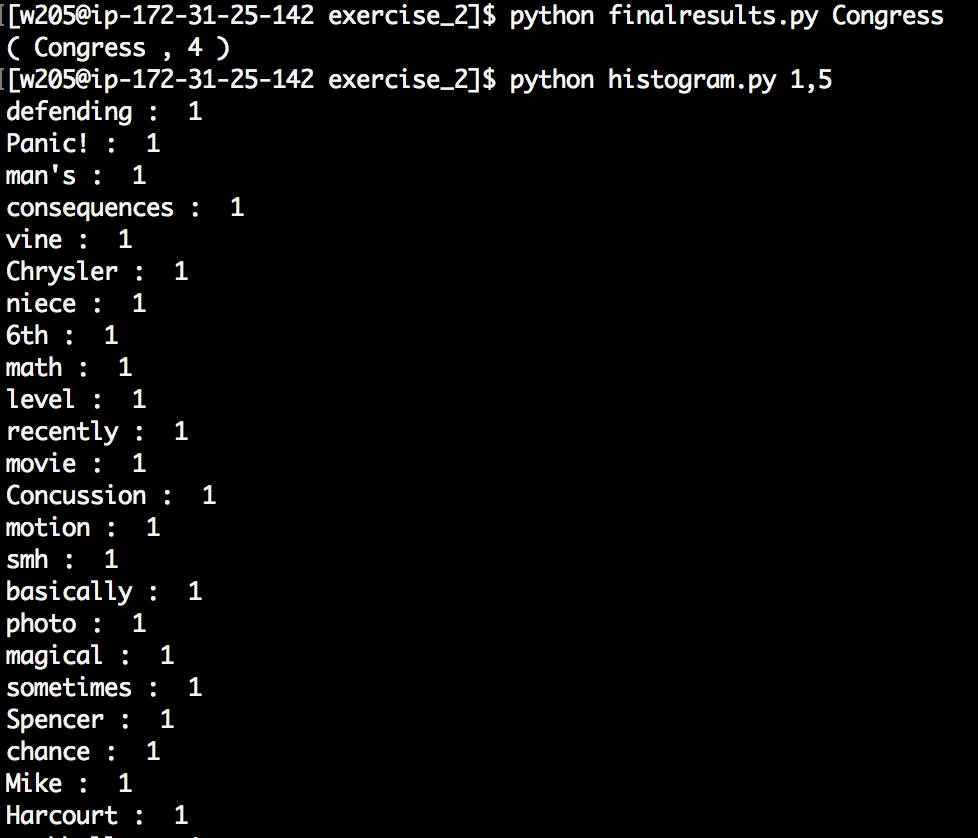 [w205@ip-172-31-25-142 exercise_2]$ python finalresults.py Congress
( Congress , 4 )
[w205@ip-172-31-25-142 exercise_2]$ python histogram.py 1,5
defending :  1
Panic! :  1
man's :  1
consequences :  1
vine :  1
Chrysler :  1
niece :  1
6th :  1
math :  1
level :  1
recently :  1
movie :  1
Concussion :  1
motion :  1
smh :  1
basically :  1
photo :  1
magical :  1
sometimes :  1
Spencer :  1
chance :  1
Mike :  1
Harcourt :  1